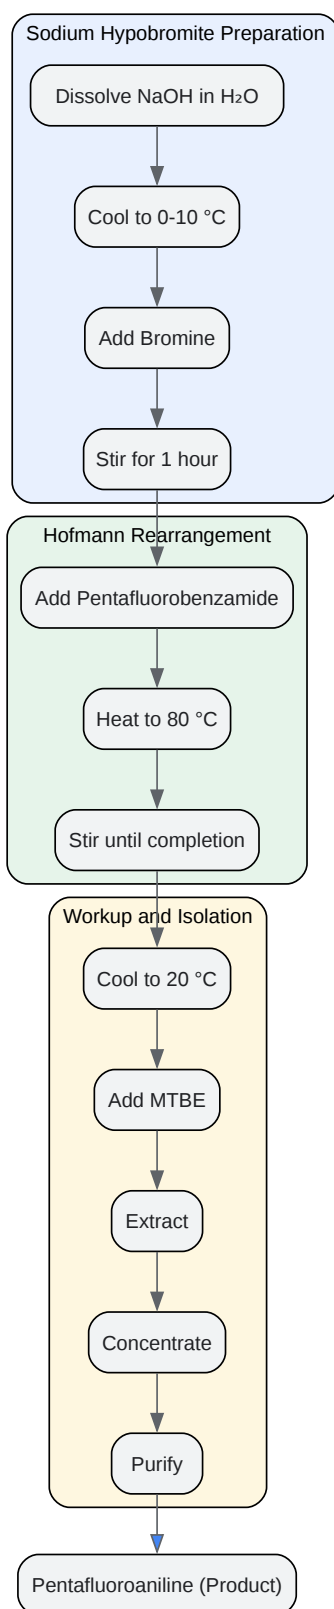 Sodium Hypobromite Preparation
Dissolve NaOH in H₂O
Cool to 0-10 °C
Add Bromine
Stir for 1 hour
Hofmann Rearrangement
Add Pentafluorobenzamide
Heat to 80 °C
Stir until completion
Workup and Isolation
Cool to 20 °C
Add MTBE
Extract
Concentrate
Purify
Pentafluoroaniline (Product)